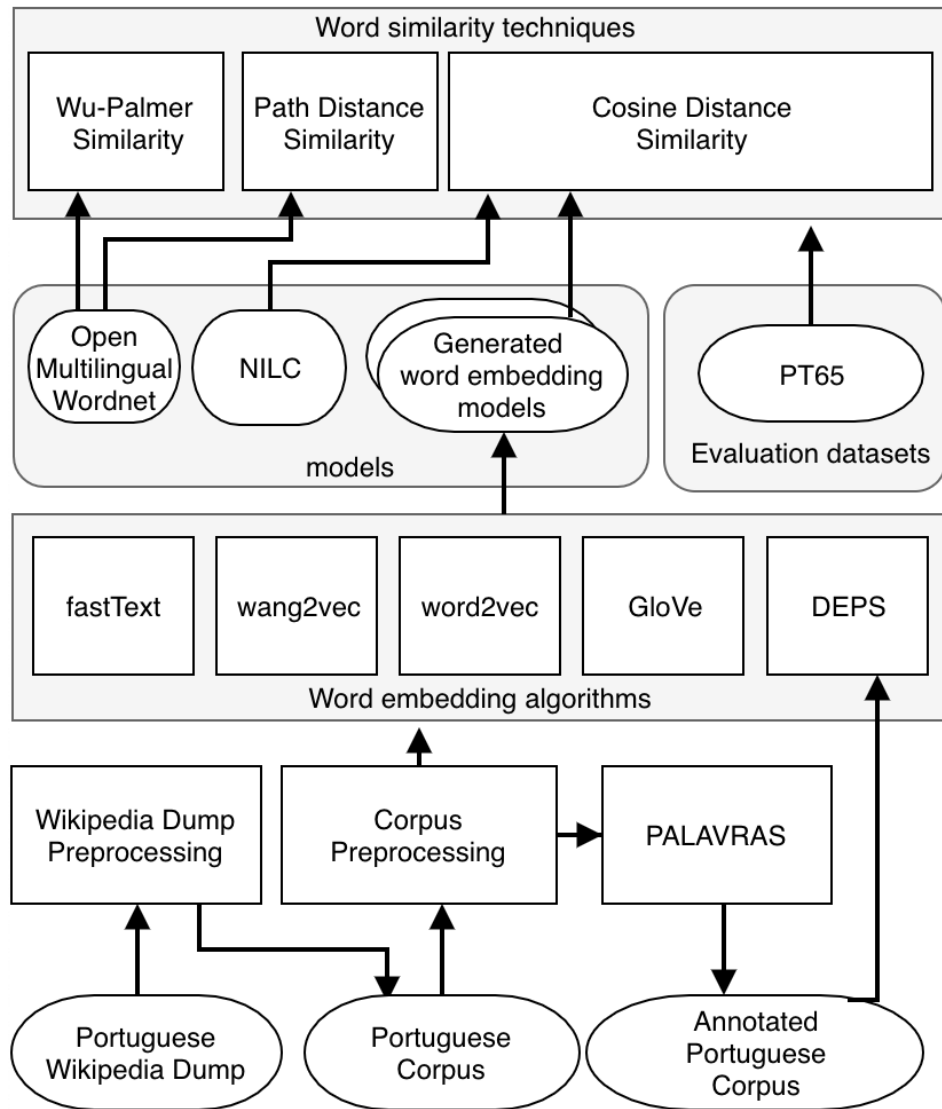 Word similarity techniques
Wu-Palmer
Similarity
Path Distance
Similarity
Cosine Distance
Similarity
Open
Multilingual
Wordnet
NILC
Generated
word embedding
models
models
PT65
Evaluation datasets
fastText
wang2vec
word2vec
GloVe
DEPS
Word embedding algorithms
Wikipedia Dump
Preprocessing
Corpus
Preprocessing
PALAVRAS
Portuguese
Wikipedia Dump
Portuguese
Corpus
Annotated
Portuguese
Corpus